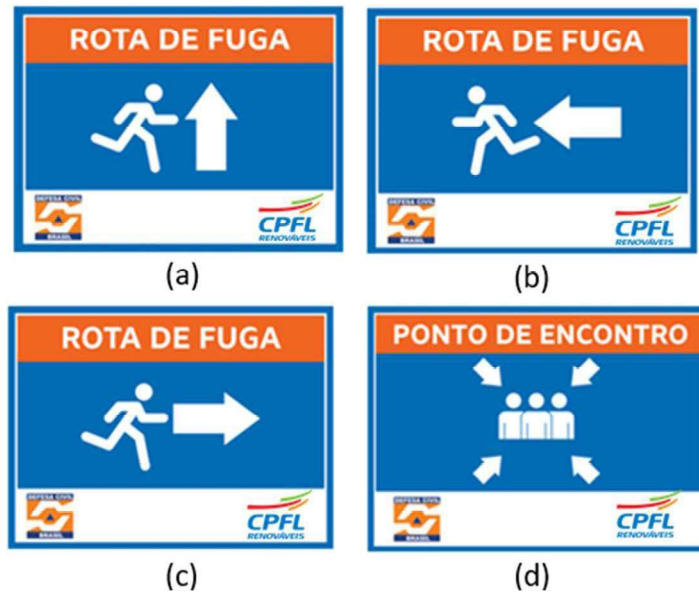 ROTA DE FUGA
DEFESA CIVIL
BRASIL
CPFL
RENOVÁVEIS
(a)
ROTA DE FUGA
DEFESA CIVIL
BRASIL
CPFL
RENOVÁVEIS
(b)
ROTA DE FUGA
DEFESA CIVIL
BRASIL
CPFL
RENOVÁVEIS
(c)
PONTO DE ENCONTRO
DEFESA CIVIL
BRASIL
CPFL
RENOVÁVEIS
(d)